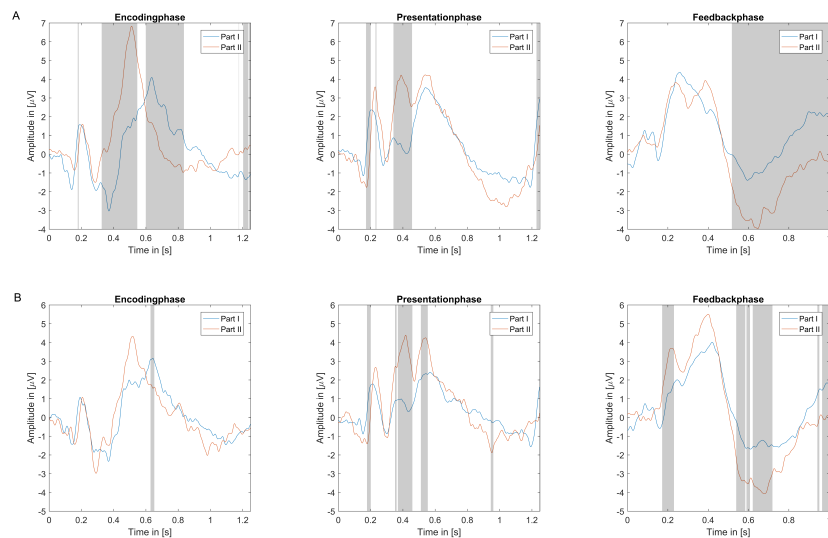 A
Encodingphase
Amplitude in [μV]
7
6
5
4
3
2
1
0
-1
-2
-3
-4
0 0.2 0.4 0.6 0.8 1 1.2
Time in [s]
Part I
Part II
Presentationphase
Amplitude in [μV]
7
6
5
4
3
2
1
0
-1
-2
-3
-4
0 0.2 0.4 0.6 0.8 1 1.2
Time in [s]
Part I
Part II
Feedbackphase
Amplitude in [μV]
7
6
5
4
3
2
1
0
-1
-2
-3
-4
0 0.2 0.4 0.6 0.8
Time in [s]
Part I
Part II
B
Encodingphase
Amplitude in [μV]
6
5
4
3
2
1
0
-1
-2
-3
-4
-5
0 0.2 0.4 0.6 0.8 1 1.2
Time in [s]
Part I
Part II
Presentationphase
Amplitude in [μV]
6
5
4
3
2
1
0
-1
-2
-3
-4
-5
0 0.2 0.4 0.6 0.8 1 1.2
Time in [s]
Part I
Part II
Feedbackphase
Amplitude in [μV]
6
5
4
3
2
1
0
-1
-2
-3
-4
-5
0 0.2 0.4 0.6 0.8
Time in [s]
Part I
Part II